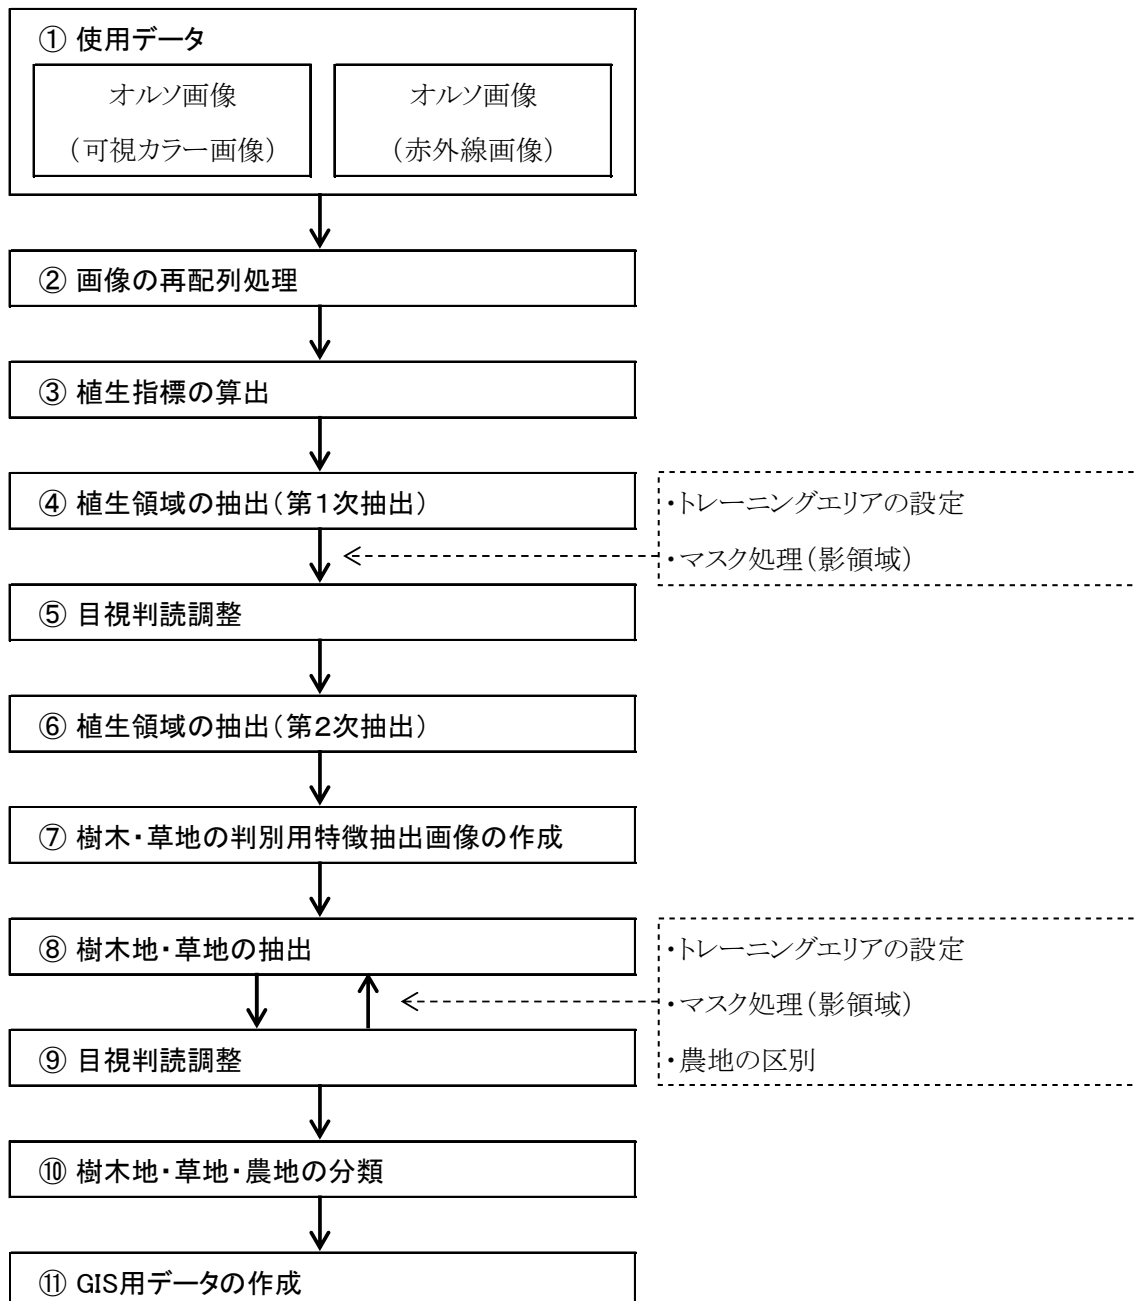 ① 使用データ
オルソ画像
（可視カラー画像）
オルソ画像
（赤外線画像）
② 画像の再配列処理
③ 植生指標の算出
④ 植生領域の抽出（第１次抽出）
・トレーニングエリアの設定
・マスク処理（影領域）
⑤ 目視判読調整
⑥ 植生領域の抽出（第２次抽出）
⑦ 樹木・草地の判別用特徴抽出画像の作成
⑧ 樹木地・草地の抽出
・トレーニングエリアの設定
・マスク処理（影領域）
・農地の区別
⑨ 目視判読調整
⑩ 樹木地・草地・農地の分類
⑪ GIS用データの作成